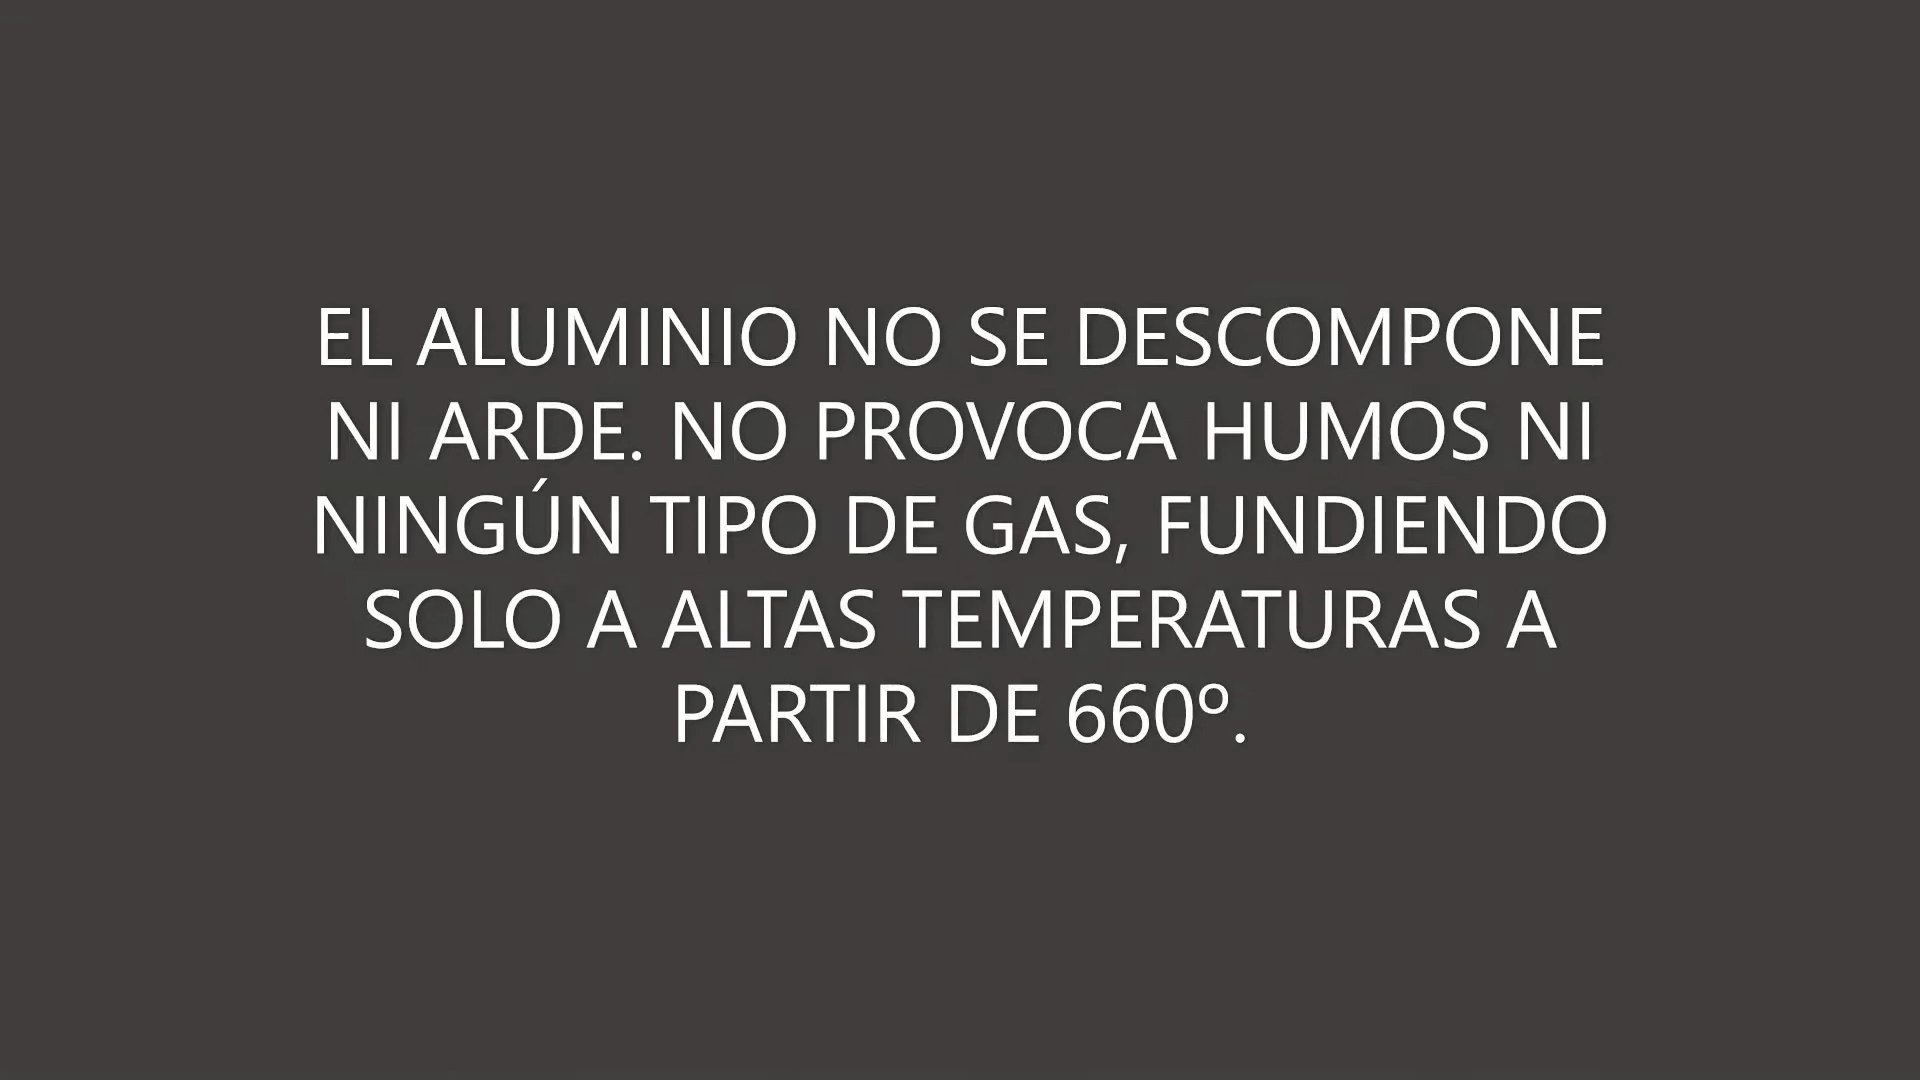 EL ALUMINIO NO SE DESCOMPONE
NI ARDE. NO PROVOCA HUMOS NI
NINGÚN TIPO DE GAS, FUNDIENDO
SOLO A ALTAS TEMPERATURAS A
PARTIR DE 660º.